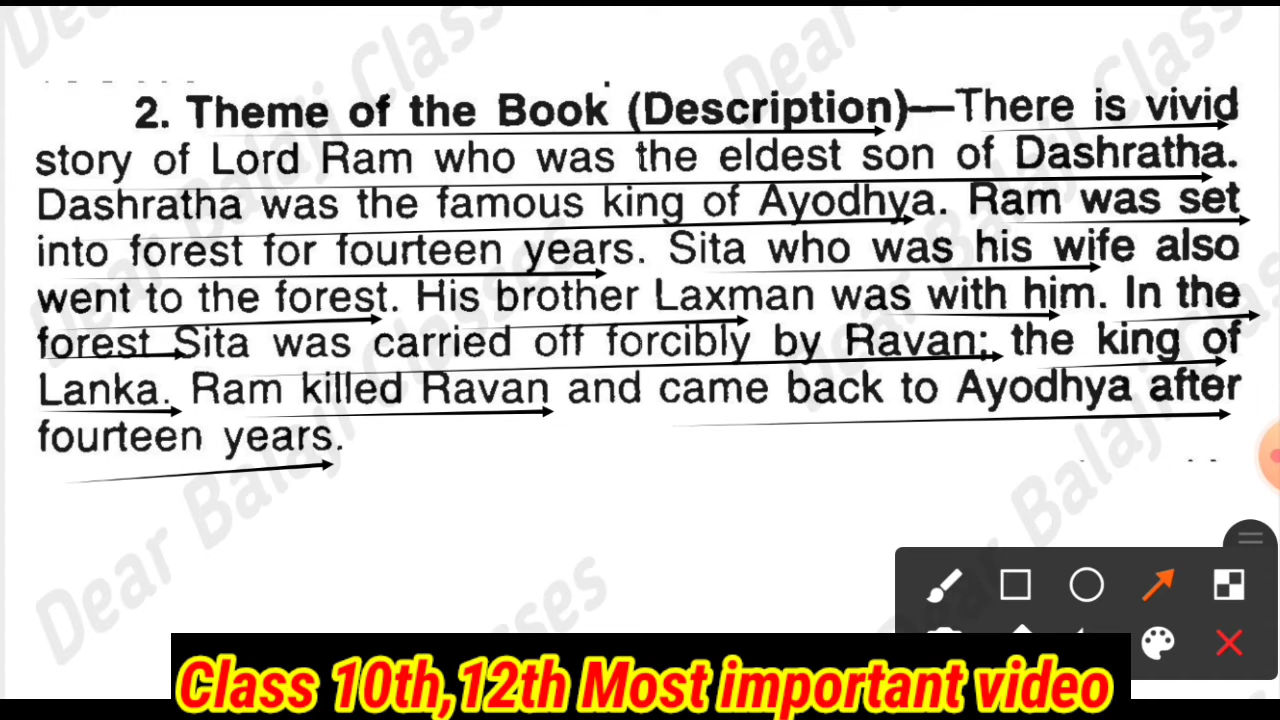 2. Theme of the Book (Description)—There is vivid
story of Lord Ram who was the eldest son of Dashratha.
Dashratha was the famous king of Ayodhya. Ram was set
into forest for fourteen years. Sita who was his wife also
went to the forest. His brother Laxman was with him. In the
forest Sita was carried off forcibly by Ravan; the king of
Lanka. Ram killed Ravan and came back to Ayodhya after
fourteen years.
Dear Balaji Classes
Class 10th,12th Most important video